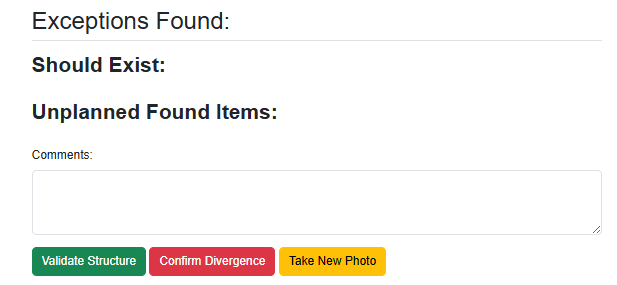 Exceptions Found:
Should Exist:
Unplanned Found Items:
Comments:
Validate Structure Confirm Divergence Take New Photo